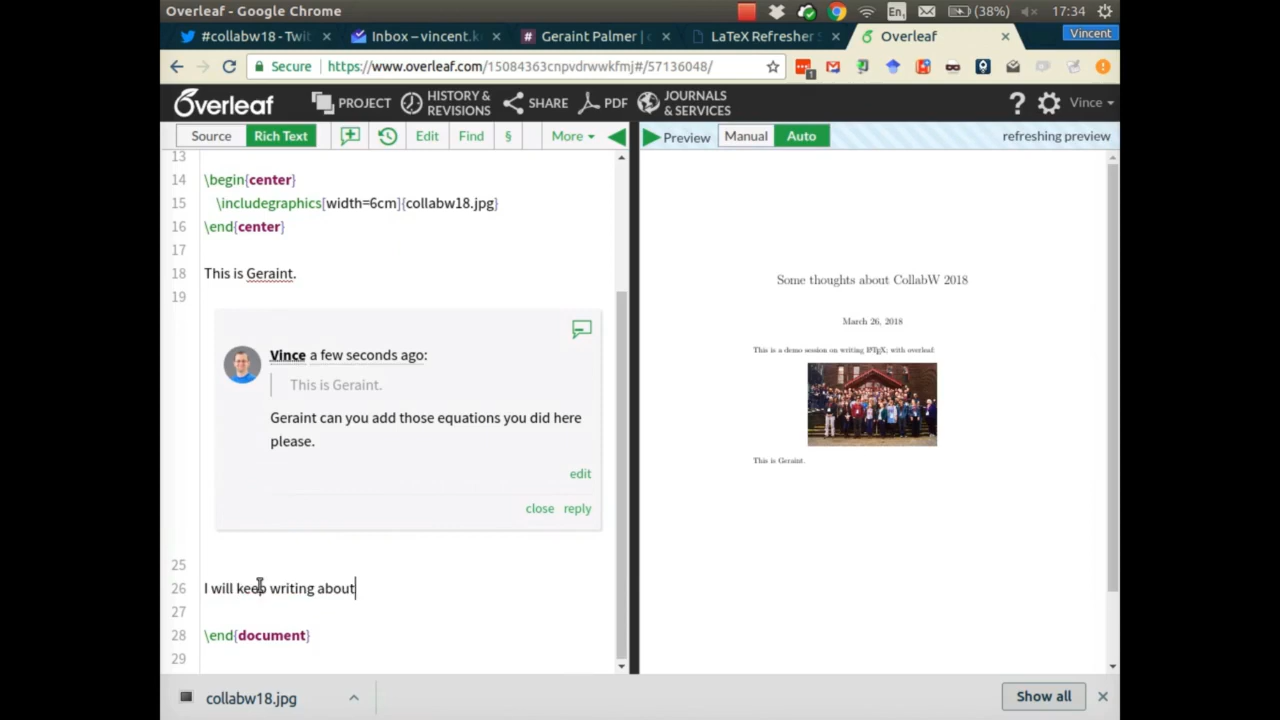 Overleaf - Google Chrome
En
(38%)
17:34
#collabw18 - Twit
Inbox – vincent.k
Geraint Palmer |
LaTeX Refresher
Overleaf
Vincent
Secure
https://www.overleaf.com/15084363cnpvdrwwkfmj#/57136048/
1
Overleaf
PROJECT
HISTORY & REVISIONS
SHARE
PDF
JOURNALS & SERVICES
?
Vince
Source
Rich Text
Edit
Find
§
More
Preview
Manual
Auto
refreshing preview
13
14 \begin{center}
15 \includegraphics[width=6cm]{collabw18.jpg}
16 \end{center}
17
18 This is Geraint.
19
Vince a few seconds ago:
This is Geraint.
Geraint can you add those equations you did here
please.
edit
close reply
25
26 I will keep writing about
27
28 \end{document}
29
Some thoughts about CollabW 2018
March 26, 2018
This is a demo session on writing LATEX; with overleaf:
This is Geraint.
collabw18.jpg
Show all